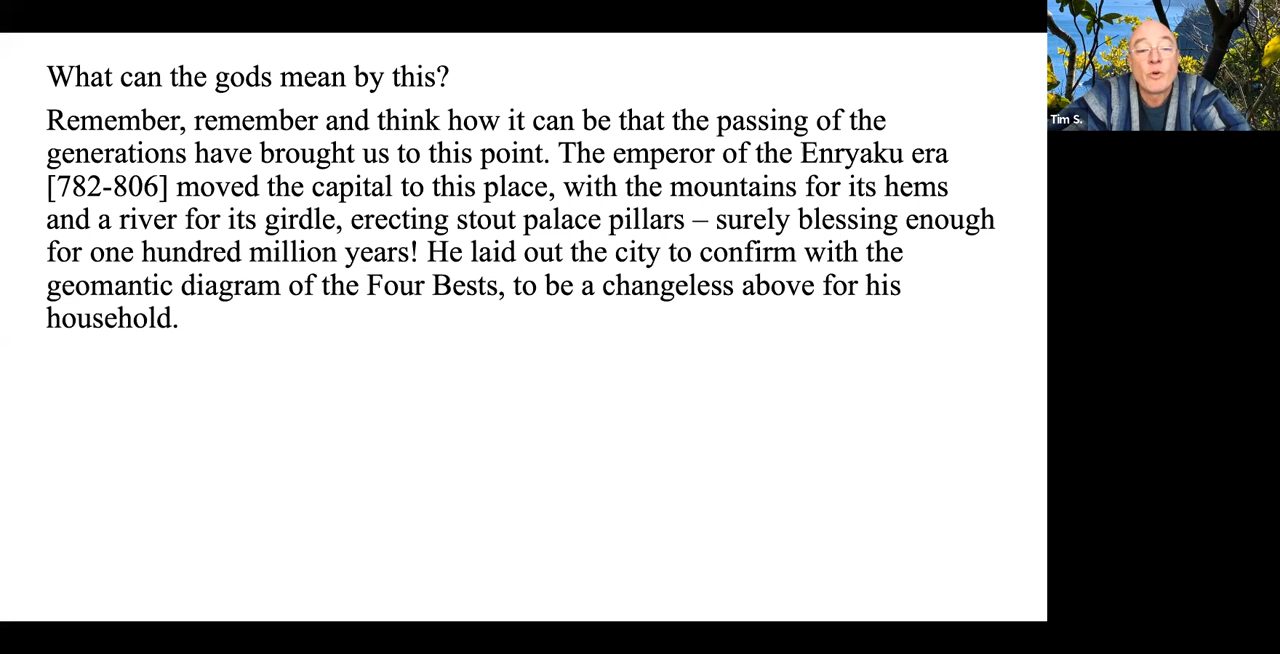 What can the gods mean by this?
Remember, remember and think how it can be that the passing of the
generations have brought us to this point. The emperor of the Enryaku era
[782-806] moved the capital to this place, with the mountains for its hems
and a river for its girdle, erecting stout palace pillars – surely blessing enough
for one hundred million years! He laid out the city to confirm with the
geomantic diagram of the Four Bests, to be a changeless above for his
household.
Tim S.